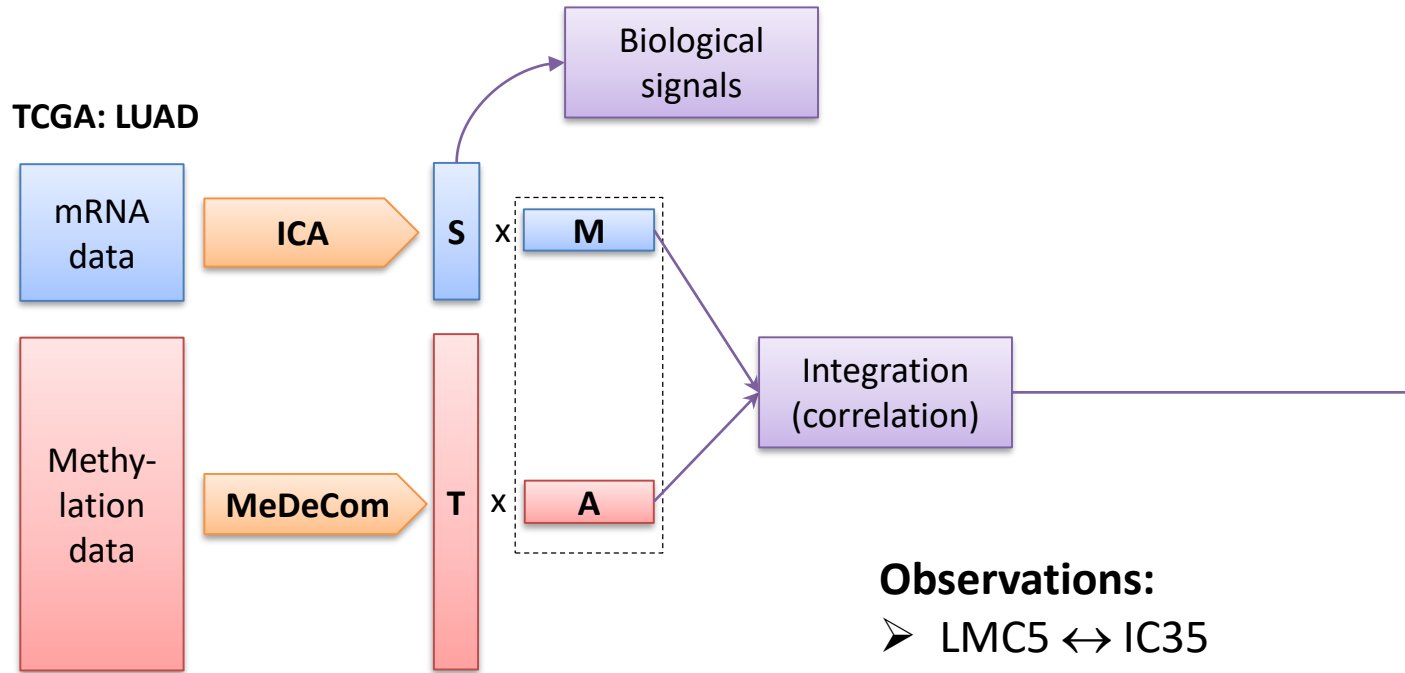 Biological
signals
TCGA: LUAD
mRNA
data
ICA
S
x
M
Methy-
lation
data
MeDeCom
T
x
A
Integration
(correlation)
Observations:
➢ LMC5 ↔ IC35